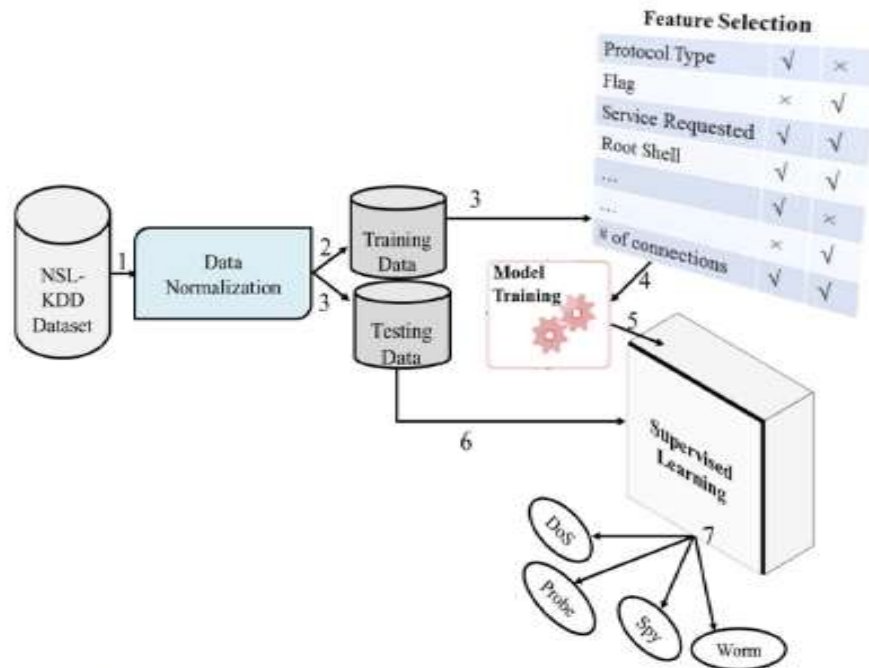 Feature Selection
Protocol Type √ ×
Flag × √
Service Requested √ √
Root Shell √ √
... √ ×
... × √
# of connections √ √
NSL-
KDD
Dataset
1
Data
Normalization
2
3
Training
Data
Testing
Data
3
Model
Training
4
5
6
Supervised
Learning
7
DoS
Probe
Spy
Worm